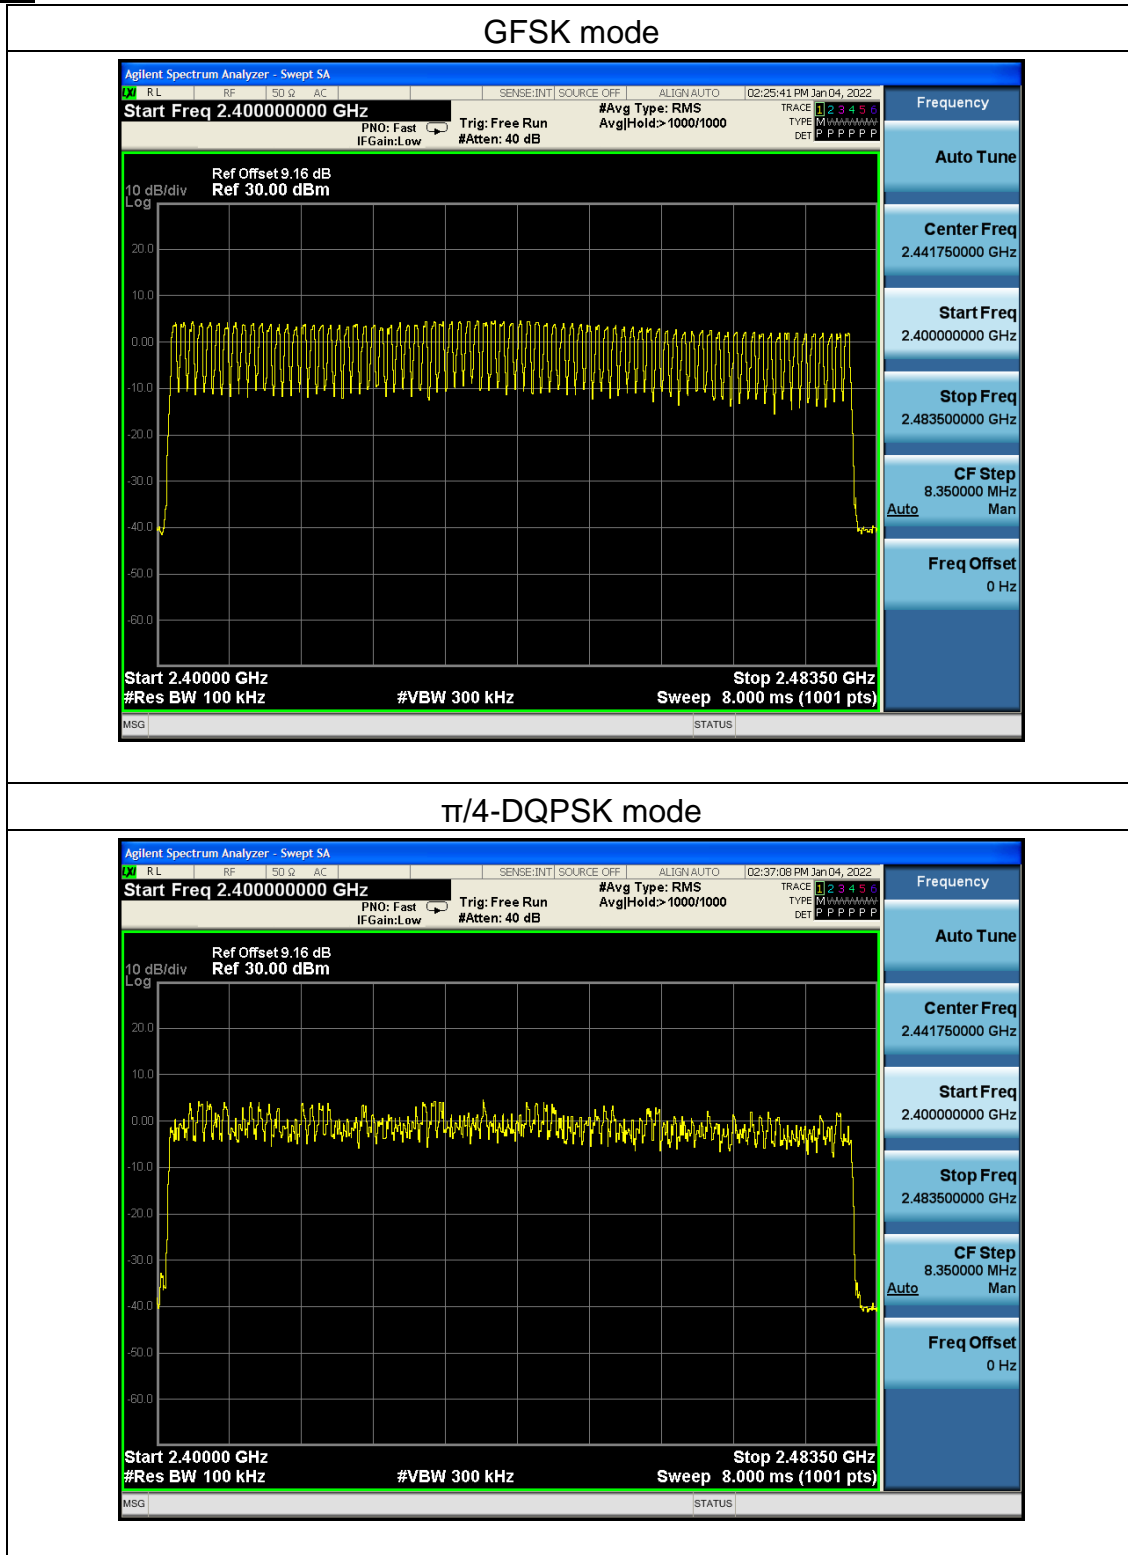 GFSK mode
Agilent Spectrum Analyzer - Swept SA
LXI RL RF 50 Ω AC SENSE:INT SOURCE OFF ALIGN AUTO 02:25:41 PM Jan 04, 2022
Start Freq 2.400000000 GHz #Avg Type: RMS TRACE 1 2 3 4 5 6
PNO: Fast Trig: Free Run Avg|Hold:>1000/1000 TYPE M WWWWW
IFGain:Low #Atten: 40 dB DET P P P P P P
Frequency
Auto Tune
Center Freq
2.441750000 GHz
Start Freq
2.400000000 GHz
Stop Freq
2.483500000 GHz
CF Step
8.350000 MHz
Auto Man
Freq Offset
0 Hz
Ref Offset 9.16 dB
10 dB/div Ref 30.00 dBm
Log
20.0
10.0
0.00
-10.0
-20.0
-30.0
-40.0
-50.0
-60.0
Start 2.40000 GHz Stop 2.48350 GHz
#Res BW 100 kHz #VBW 300 kHz Sweep 8.000 ms (1001 pts)
MSG STATUS
π/4-DQPSK mode
Agilent Spectrum Analyzer - Swept SA
LXI RL RF 50 Ω AC SENSE:INT SOURCE OFF ALIGN AUTO 02:37:08 PM Jan 04, 2022
Start Freq 2.400000000 GHz #Avg Type: RMS TRACE 1 2 3 4 5 6
PNO: Fast Trig: Free Run Avg|Hold:>1000/1000 TYPE M WWWWW
IFGain:Low #Atten: 40 dB DET P P P P P P
Frequency
Auto Tune
Center Freq
2.441750000 GHz
Start Freq
2.400000000 GHz
Stop Freq
2.483500000 GHz
CF Step
8.350000 MHz
Auto Man
Freq Offset
0 Hz
Ref Offset 9.16 dB
10 dB/div Ref 30.00 dBm
Log
20.0
10.0
0.00
-10.0
-20.0
-30.0
-40.0
-50.0
-60.0
Start 2.40000 GHz Stop 2.48350 GHz
#Res BW 100 kHz #VBW 300 kHz Sweep 8.000 ms (1001 pts)
MSG STATUS